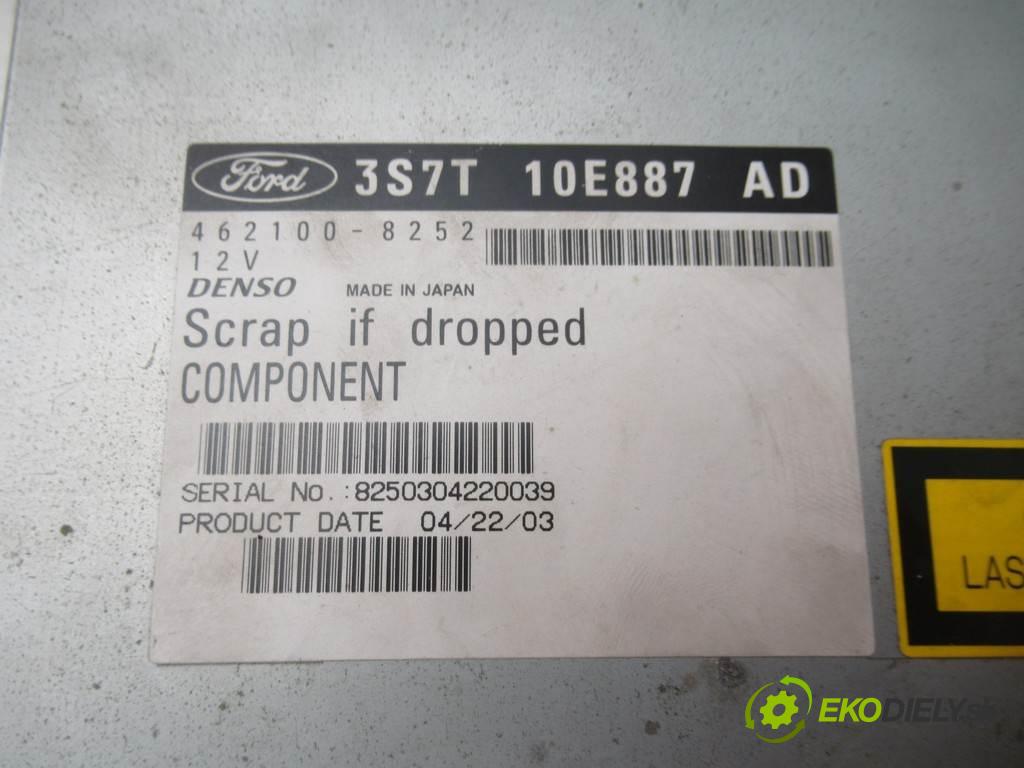 Ford 3S7T 10E887 AD
462100-8252
12V
DENSO MADE IN JAPAN
Scrap if dropped
COMPONENT
SERIAL No.:8250304220039
PRODUCT DATE 04/22/03
LAS
EKODIELY.sk